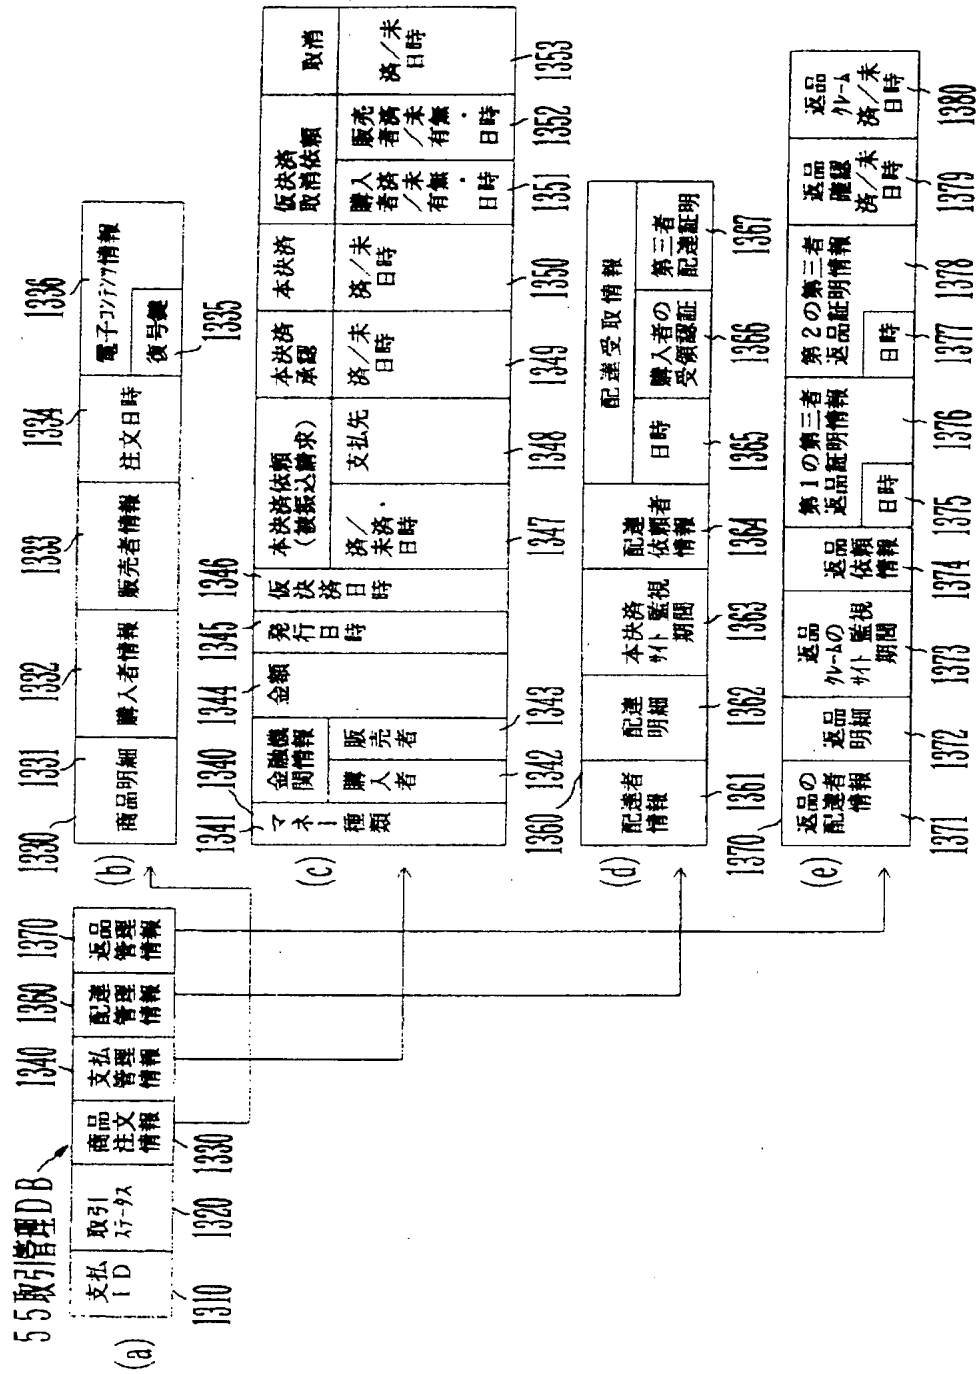 55取引管理DB
(a)
支払
ID
1310
取引
ステータス
1320
商品
注文
情報
1330
支払
管理
情報
1340
配達
管理
情報
1360
返品
管理
情報
1370
(b)
1330
商品明細
1331
購入者情報
1332
販売者情報
1333
注文日時
1334
電子コンテンツ情報
1336
復号鍵
1335
(c)
1340
マネー
種類
1341
金融機
関情報
購入
者
1342
販売
者
1343
金額
1344
発行
日時
1345
仮決済
日時
1346
本決済依頼
(被振込請求)
済/
未済・
日時
1347
支払先
1348
本決済
承認
済/未
日時
1349
本決済
済/未
日時
1350
仮決済
取消依頼
購入
者済
/未
有無・
日時
1351
販売
者済
/未
有無・
日時
1352
取消
済/未
日時
1353
(d)
1360
配達者
情報
1361
配達
明細
1362
本決済
サイト監視
期間
1363
配達
依頼者
情報
1364
配達受取情報
日時
1365
購入者の
受領認証
1366
第三者
配達証明
1367
(e)
1370
返品の
配達者
情報
1371
返品
明細
1372
返品
クレームの
サイト監視
期間
1373
返品
依頼
情報
1374
第1の第三者
返品証明情報
1376
日時
1375
第2の第三者
返品証明情報
1378
日時
1377
返品
確認
済/未
日時
1379
返品
クレーム
済/未
日時
1380